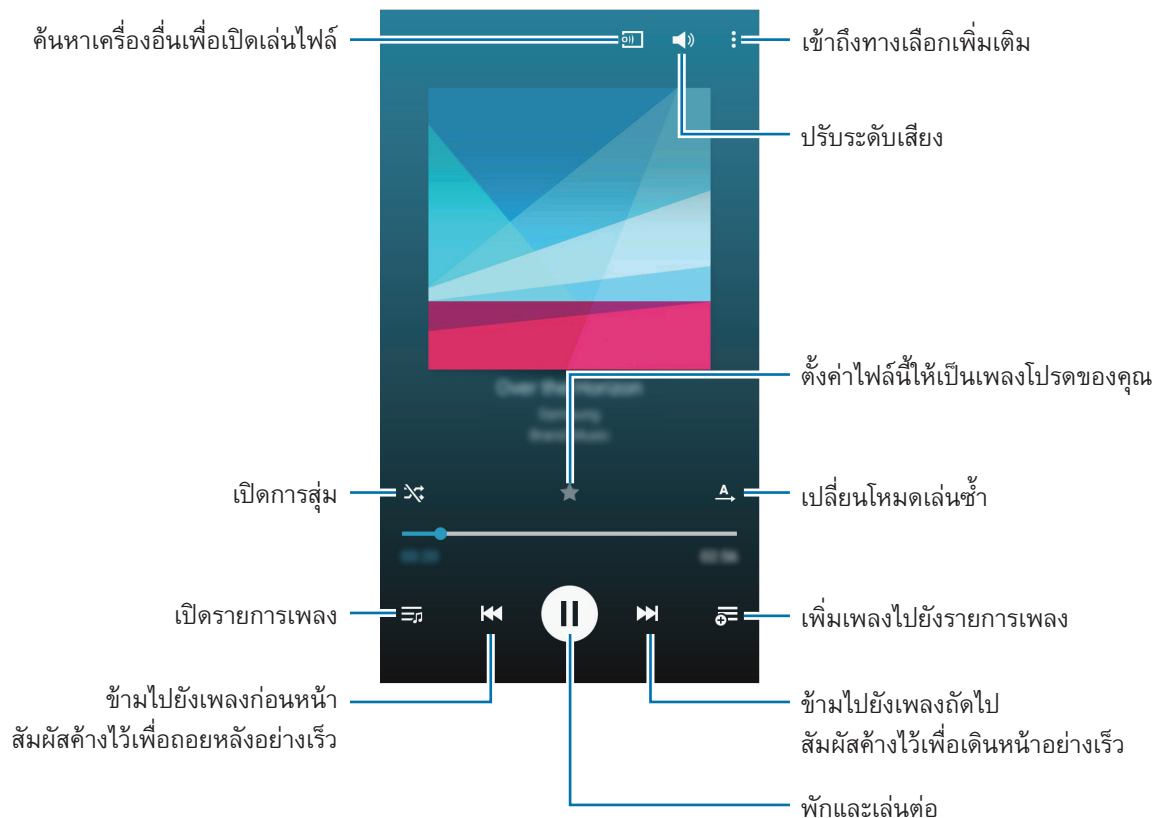 ค้นหาเครื่องอื่นเพื่อเปิดเล่นไฟล์
เข้าถึงทางเลือกเพิ่มเติม
ปรับระดับเสียง
ตั้งค่าไฟล์นี้ให้เป็นเพลงโปรดของคุณ
Over the Horizon
Samsung
Brand Music
เปิดการสุ่ม
A
เปลี่ยนโหมดเล่นซ้ำ
02:56
เปิดรายการเพลง
เพิ่มเพลงไปยังรายการเพลง
ข้ามไปยังเพลงก่อนหน้า
สัมผัสค้างไว้เพื่อถอยหลังอย่างเร็ว
ข้ามไปยังเพลงถัดไป
สัมผัสค้างไว้เพื่อเดินหน้าอย่างเร็ว
พักและเล่นต่อ